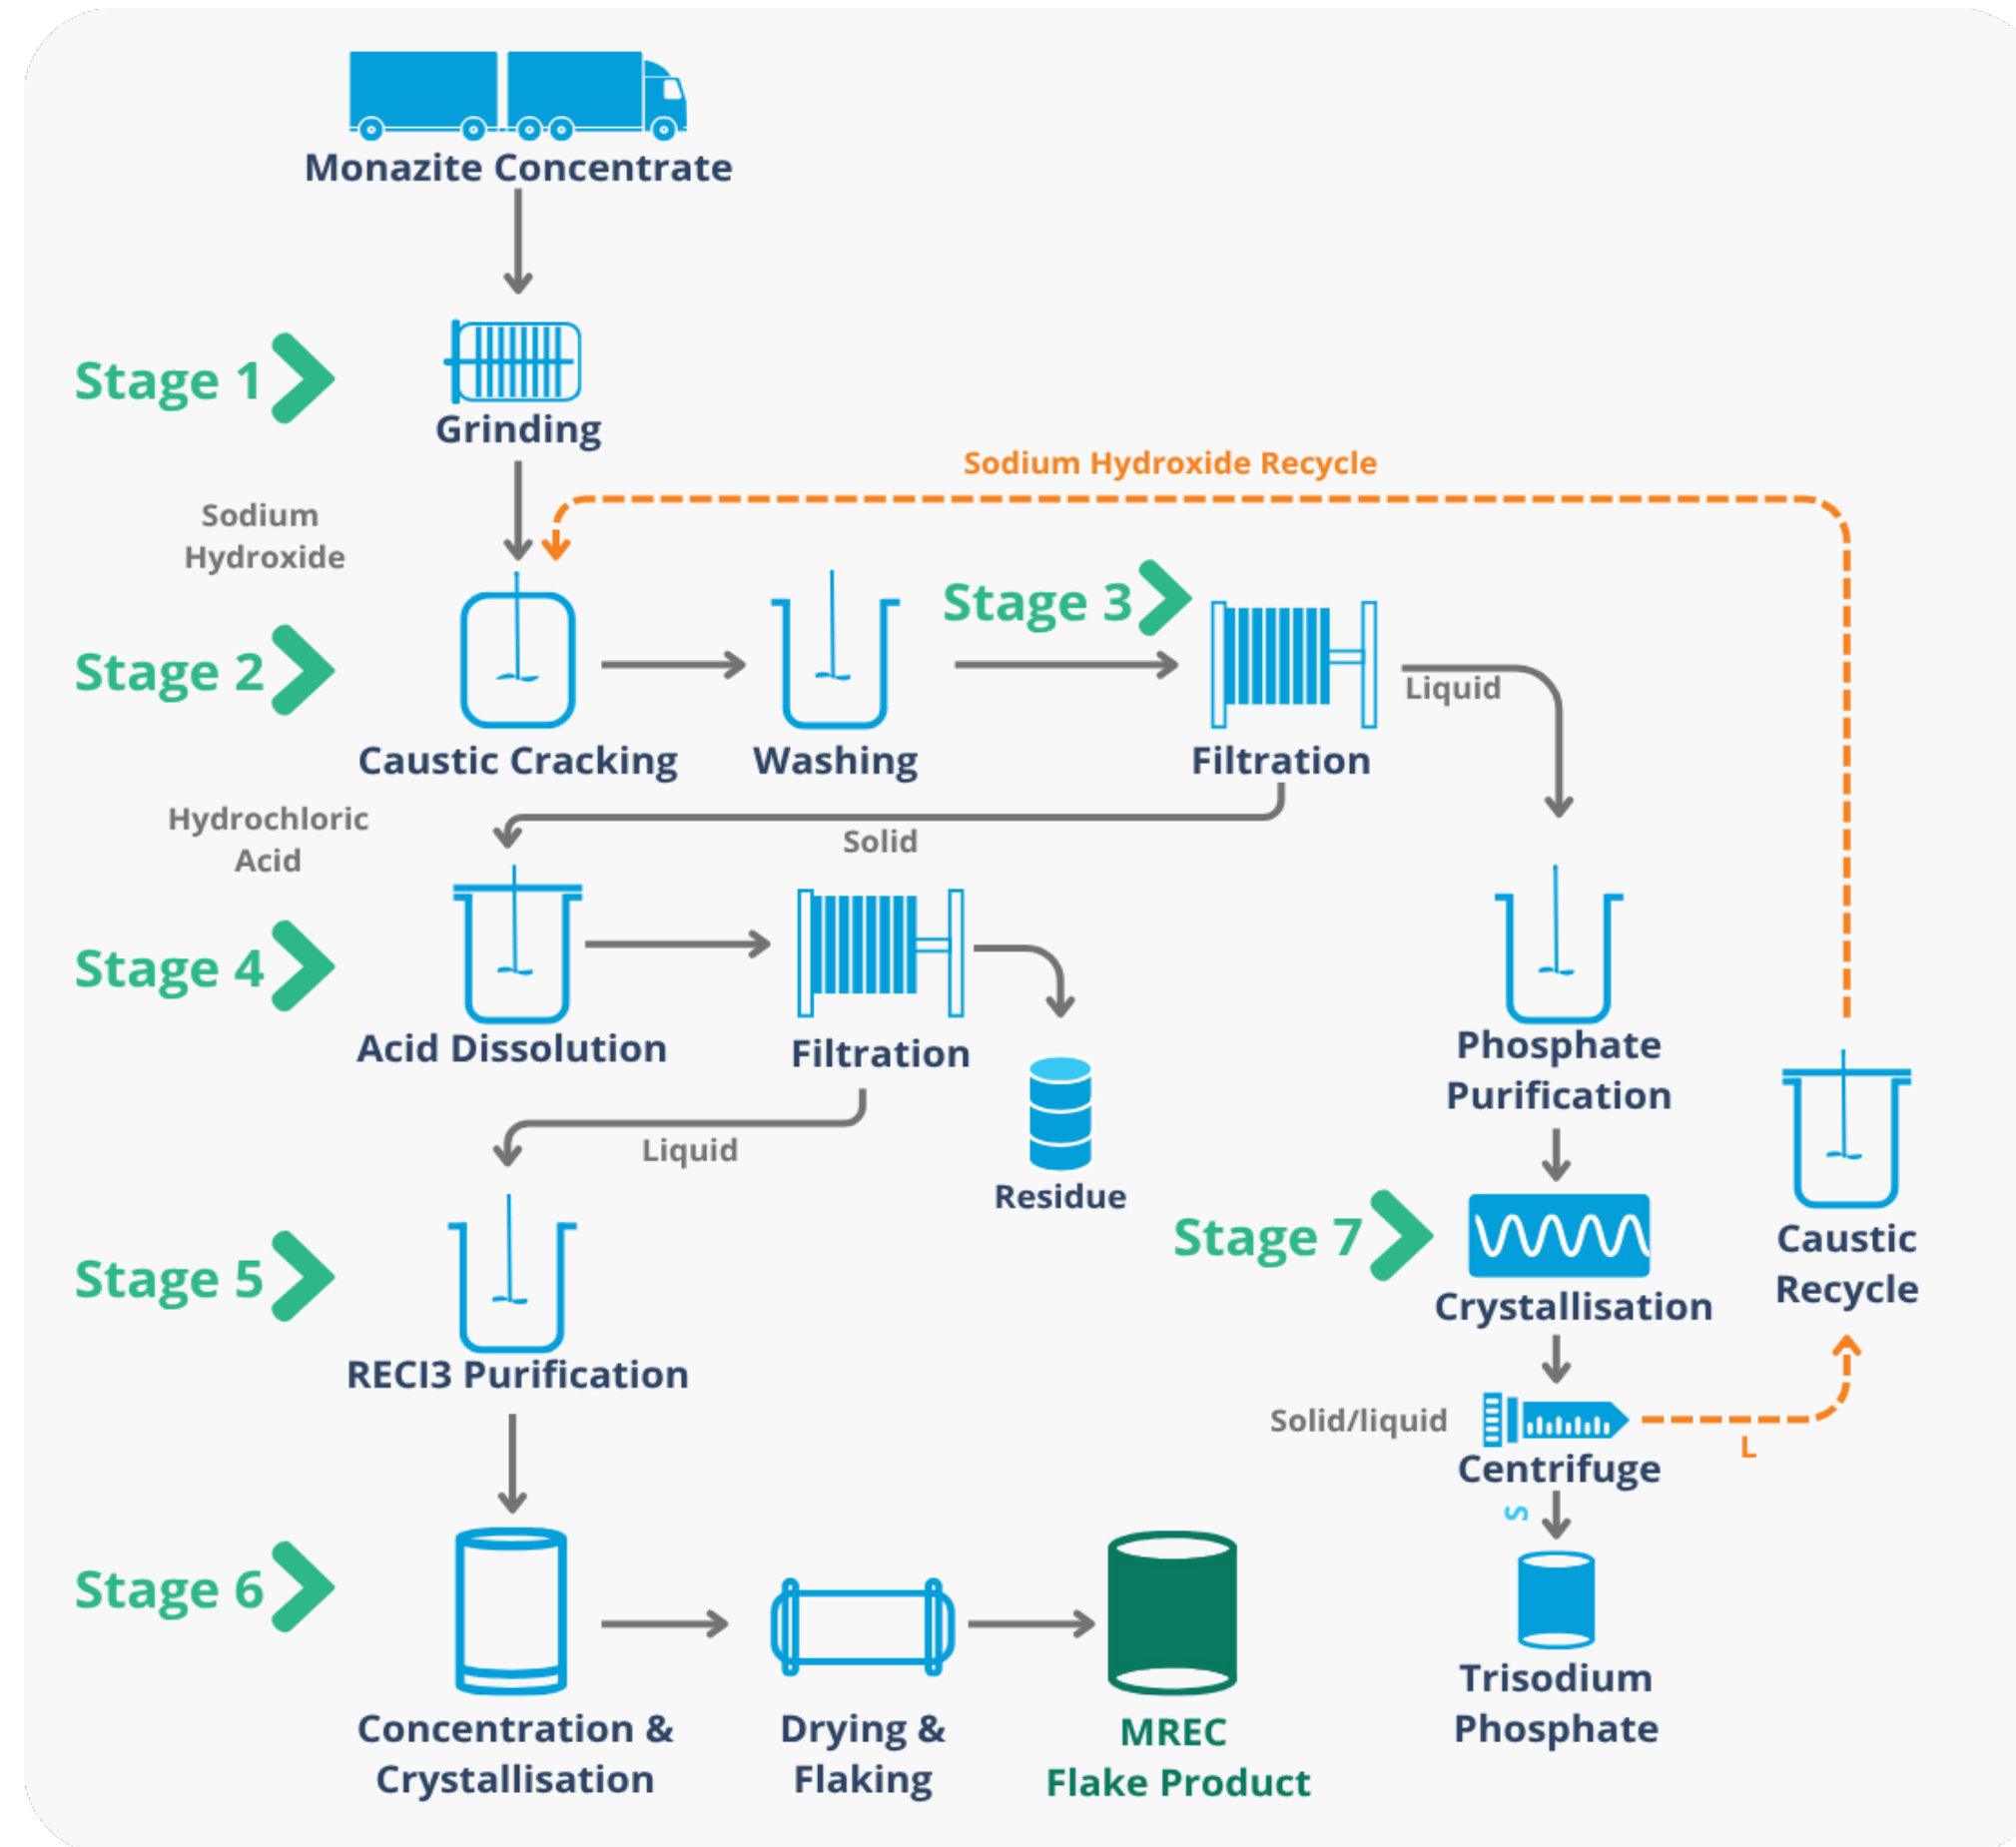 Monazite Concentrate
Stage 1
Grinding
Sodium Hydroxide Recycle
Sodium
Hydroxide
Stage 2
Caustic Cracking
Washing
Stage 3
Filtration
Liquid
Hydrochloric
Acid
Solid
Stage 4
Acid Dissolution
Filtration
Residue
Phosphate
Purification
Liquid
Stage 5
RECI3 Purification
Stage 7
Crystallisation
Caustic
Recycle
Solid/liquid
Centrifuge
L
S
Stage 6
Concentration &
Crystallisation
Drying &
Flaking
MREC
Flake Product
Trisodium
Phosphate